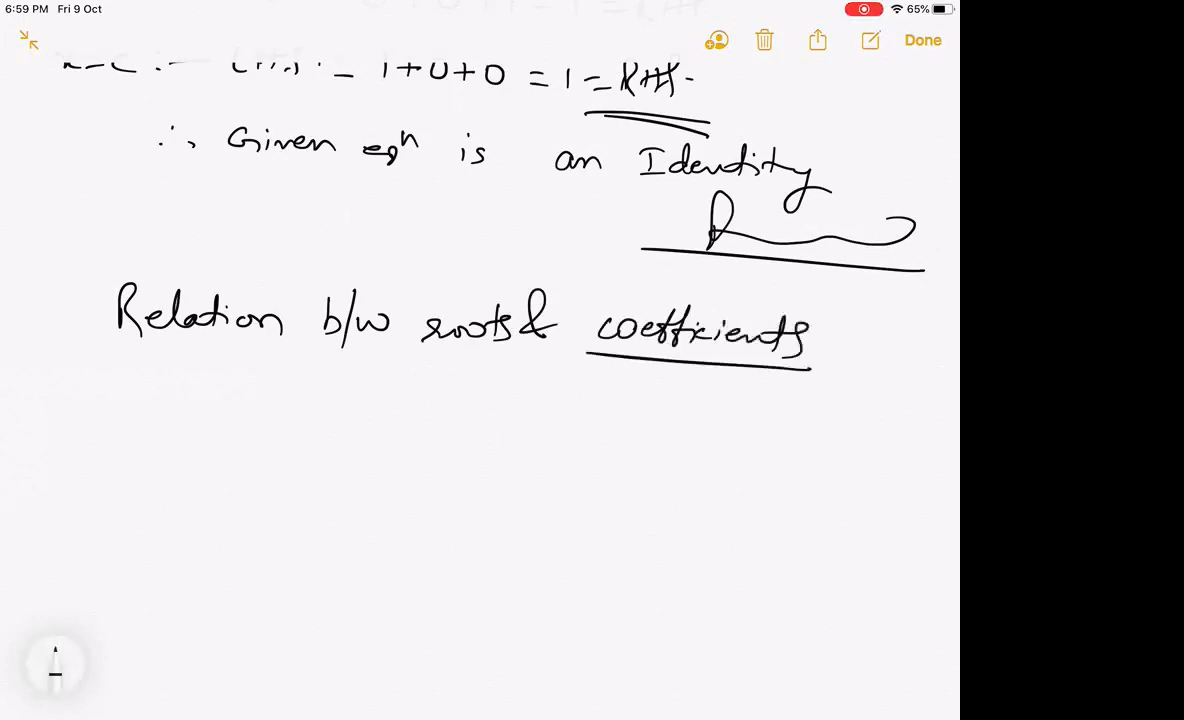 6:59 PM Fri 9 Oct
65%
Done
1+0+0 = 1 = RHS
∴ Given eqn is an Identity
Relation b/w roots & coefficients